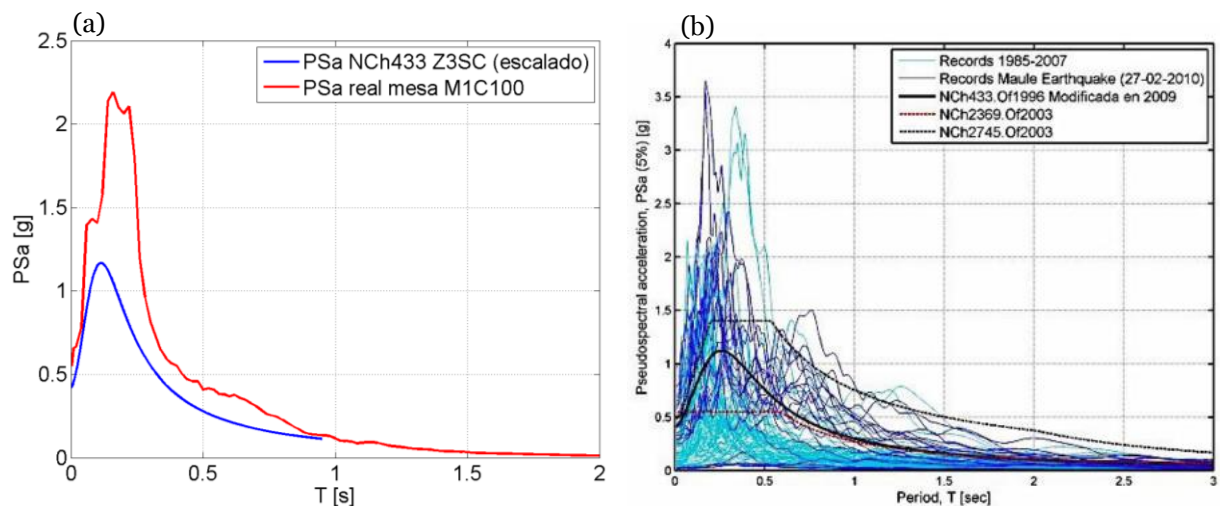 (a)
2.5
2
1.5
1
0.5
0
0
0.5
1
1.5
2
PSa [g]
T [s]
PSa NCh433 Z3SC (escalado)
PSa real mesa M1C100
(b)
4
3.5
3
2.5
2
1.5
1
0.5
0
0
0.5
1
1.5
2
2.5
3
Pseudospectral acceleration, PSa (5%) [g]
Period, T [sec]
Records 1985-2007
Records Maule Earthquake (27-02-2010)
NCh433.Of1996 Modificada en 2009
NCh2369.Of2003
NCh2745.Of2003